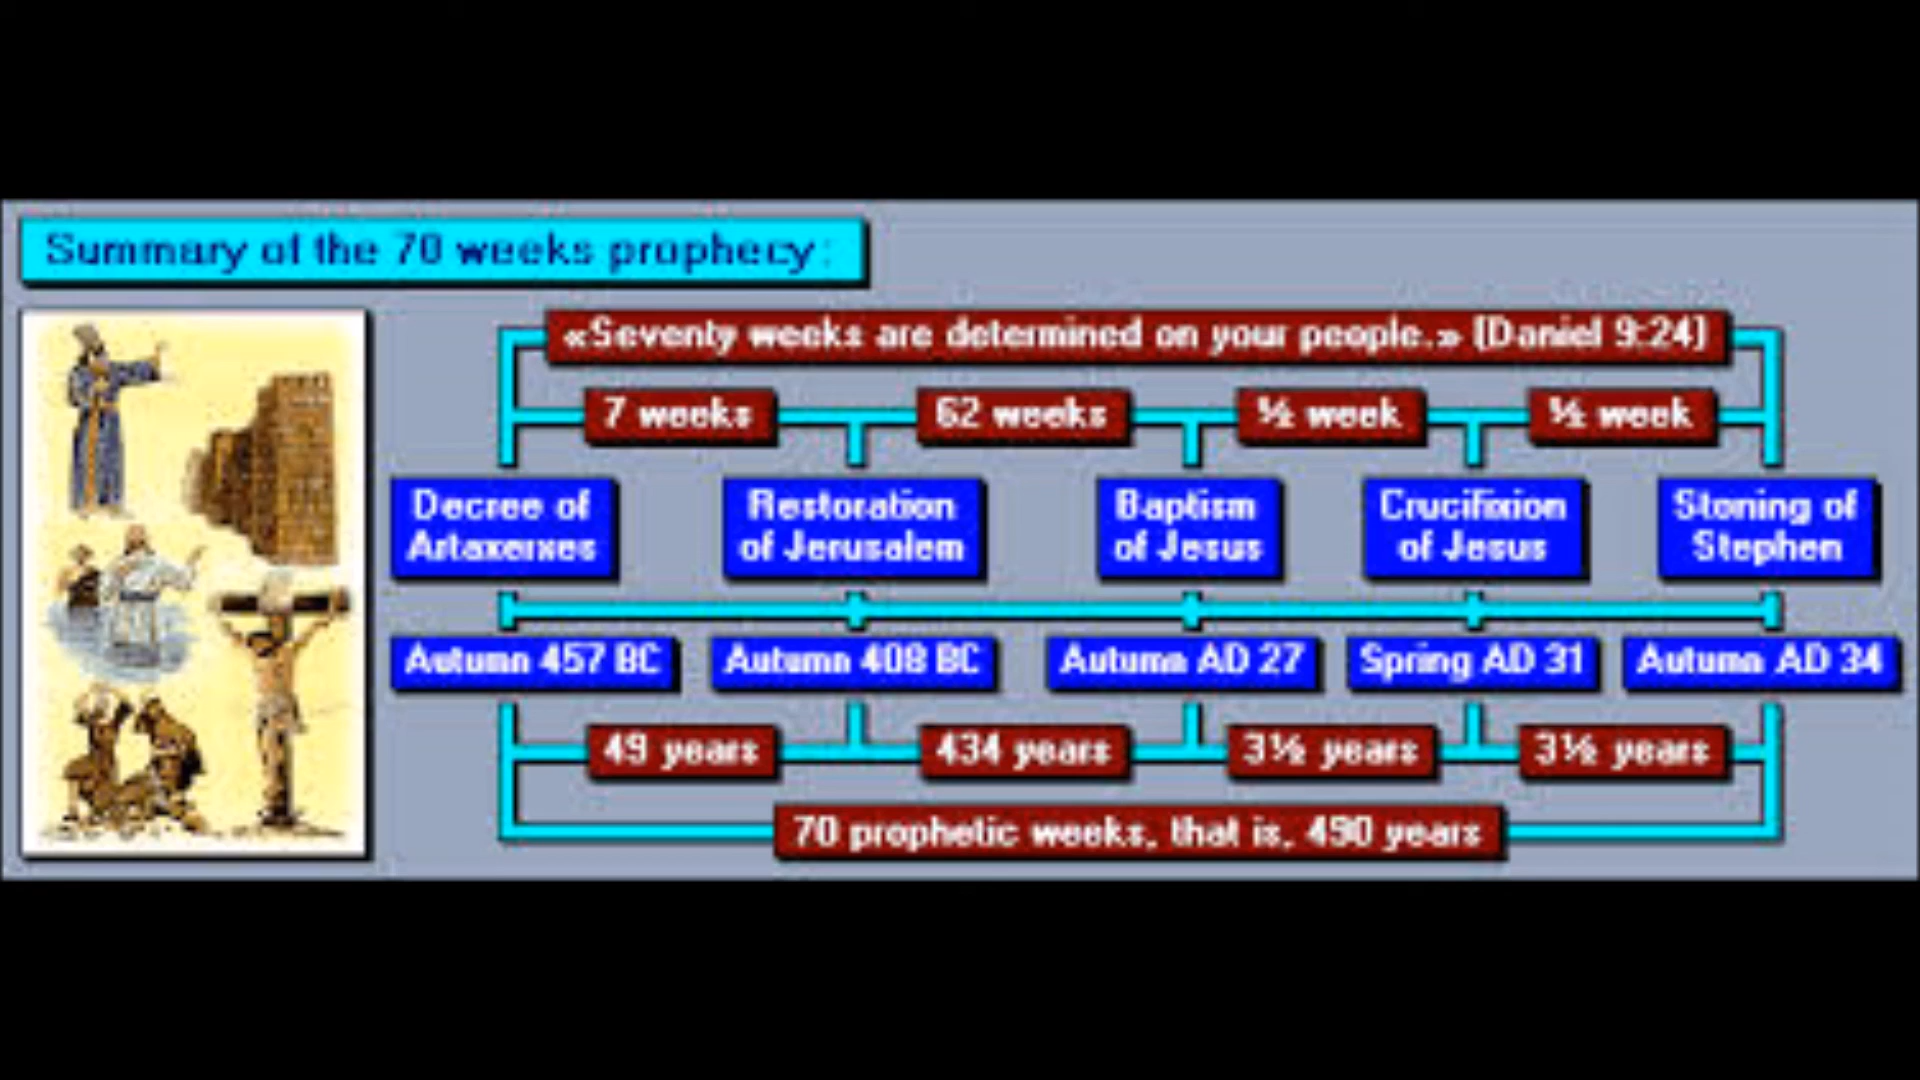 Summary of the 70 weeks prophecy:
«Seventy weeks are determined on your people.» [Daniel 9:24]
7 weeks
62 weeks
½ week
½ week
Decree of
Artaxerxes
Restoration
of Jerusalem
Baptism
of Jesus
Crucifixion
of Jesus
Stoning of
Stephen
Autumn 457 BC
Autumn 408 BC
Autumn AD 27
Spring AD 31
Autumn AD 34
49 years
434 years
3½ years
3½ years
70 prophetic weeks, that is, 490 years